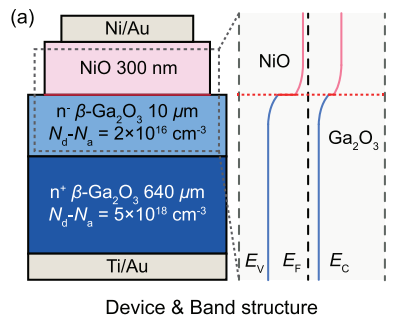 (a)
Ni/Au
NiO 300 nm
n⁻ β-Ga₂O₃ 10 μm
N_d-N_a = 2×10¹⁶ cm⁻³
n⁺ β-Ga₂O₃ 640 μm
N_d-N_a = 5×10¹⁸ cm⁻³
Ti/Au
NiO
Ga₂O₃
E_V E_F E_C
Device & Band structure